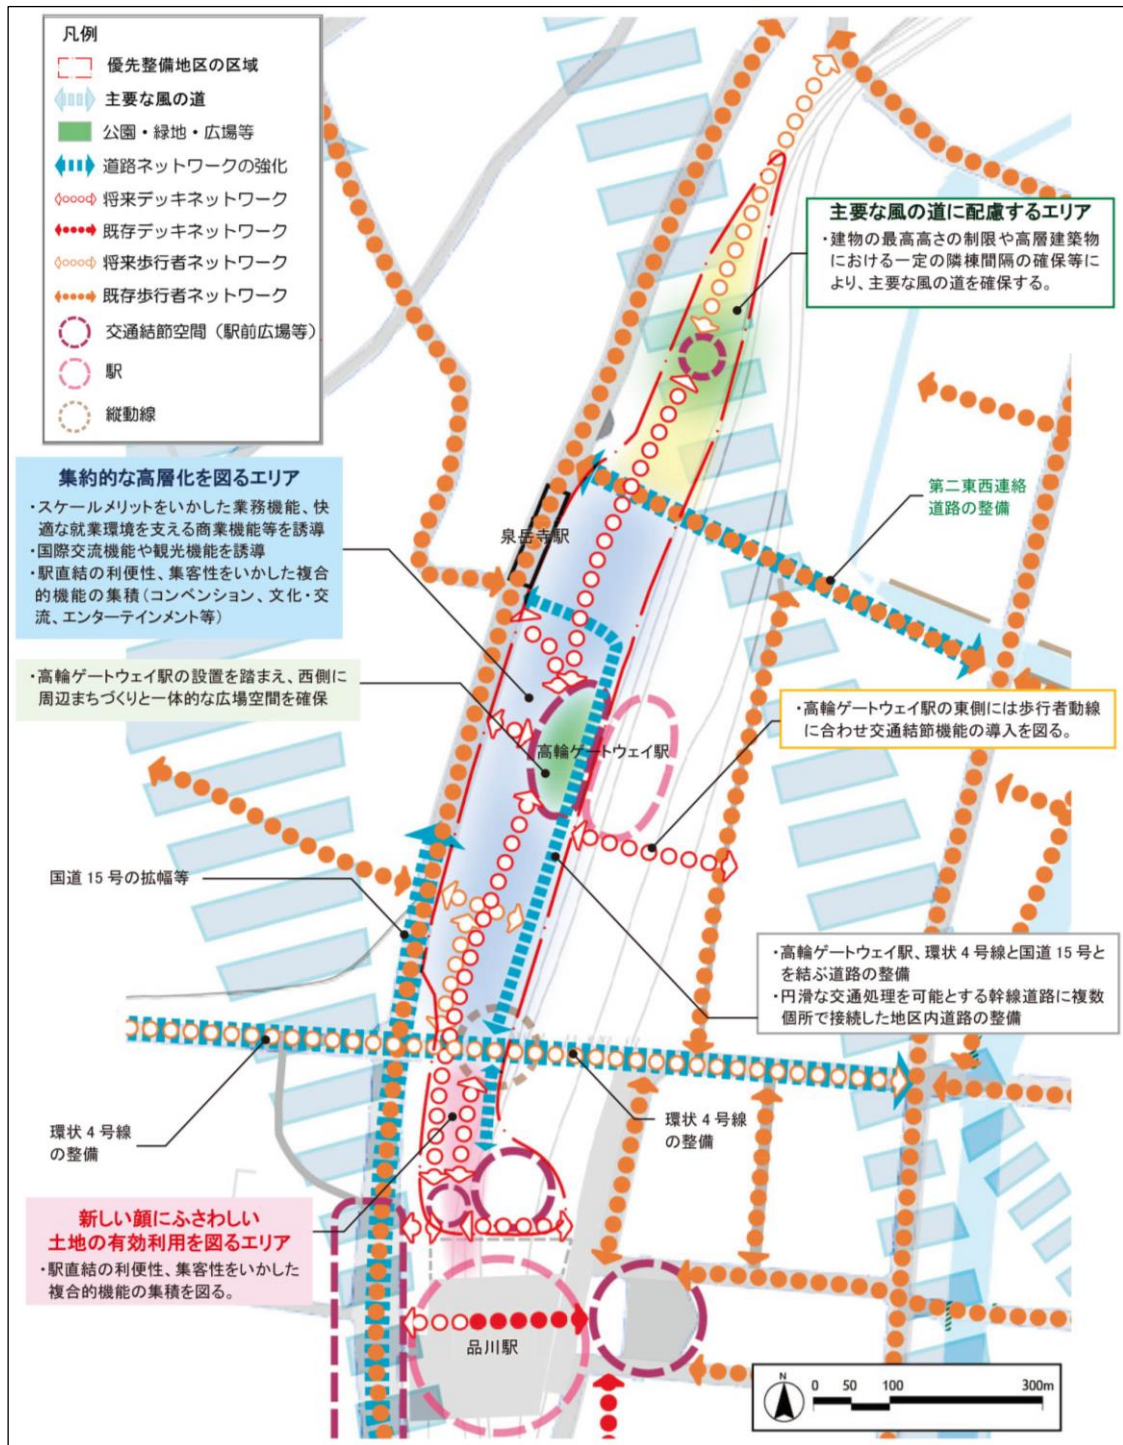 凡例
優先整備地区の区域
主要な風の道
公園・緑地・広場等
道路ネットワークの強化
将来デッキネットワーク
既存デッキネットワーク
将来歩行者ネットワーク
既存歩行者ネットワーク
交通結節空間（駅前広場等）
駅
縦動線
主要な風の道に配慮するエリア
・建物の最高高さの制限や高層建築物
における一定の隣棟間隔の確保等に
より、主要な風の道を確保する。
集約的な高層化を図るエリア
・スケールメリットをいかした業務機能、快
適な就業環境を支える商業機能等を誘導
・国際交流機能や観光機能を誘導
・駅直結の利便性、集客性をいかした複合
的機能の集積（コンベンション、文化・交
流、エンターテインメント等）
泉岳寺駅
第二東西連絡
道路の整備
・高輪ゲートウェイ駅の設置を踏まえ、西側に
周辺まちづくりと一体的な広場空間を確保
・高輪ゲートウェイ駅の東側には歩行者動線
に合わせ交通結節機能の導入を図る。
高輪ゲートウェイ駅
国道15号の拡幅等
・高輪ゲートウェイ駅、環状4号線と国道15号と
を結ぶ道路の整備
・円滑な交通処理を可能とする幹線道路に複数
個所で接続した地区内道路の整備
環状4号線
の整備
環状4号線
の整備
新しい顔にふさわしい
土地の有効利用を図るエリア
・駅直結の利便性、集客性をいかした
複合的機能の集積を図る。
品川駅
N
0 50 100 300m